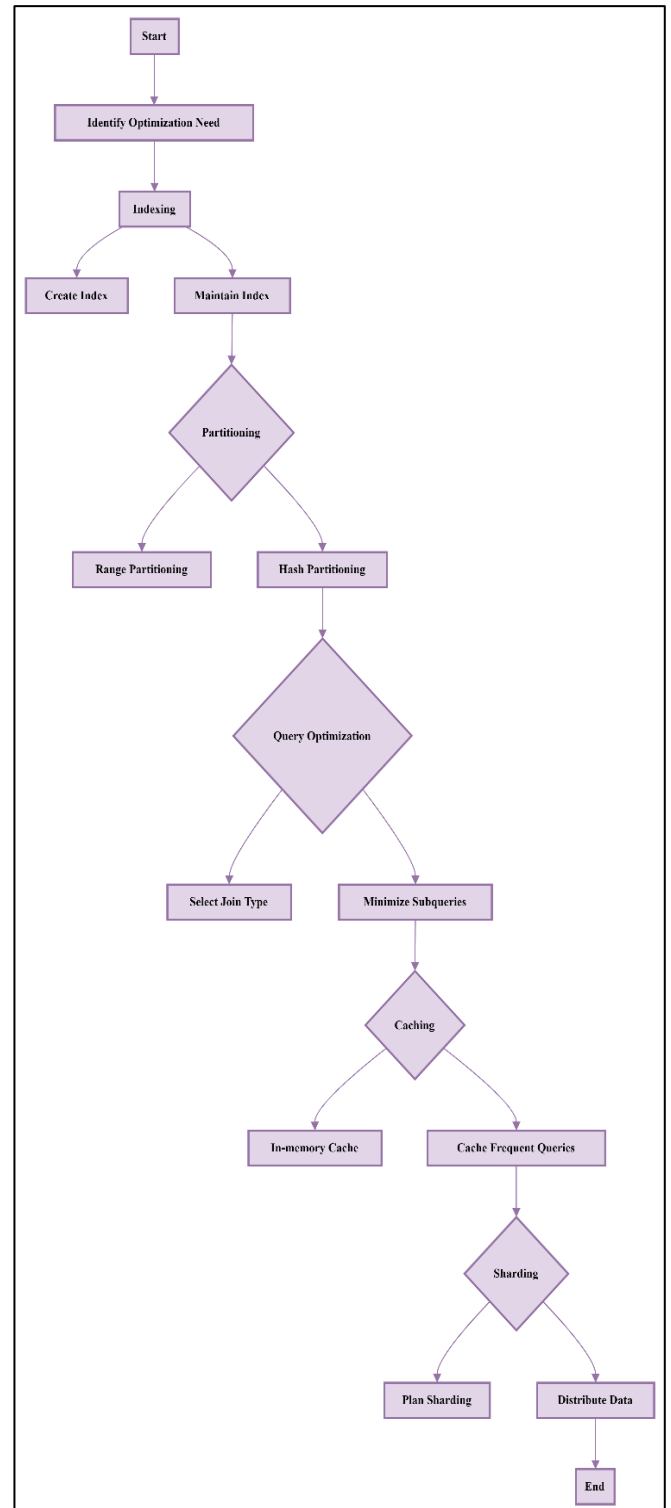 Start
Identify Optimization Need
Indexing
Create Index
Maintain Index
Partitioning
Range Partitioning
Hash Partitioning
Query Optimization
Select Join Type
Minimize Subqueries
Caching
In-memory Cache
Cache Frequent Queries
Sharding
Plan Sharding
Distribute Data
End